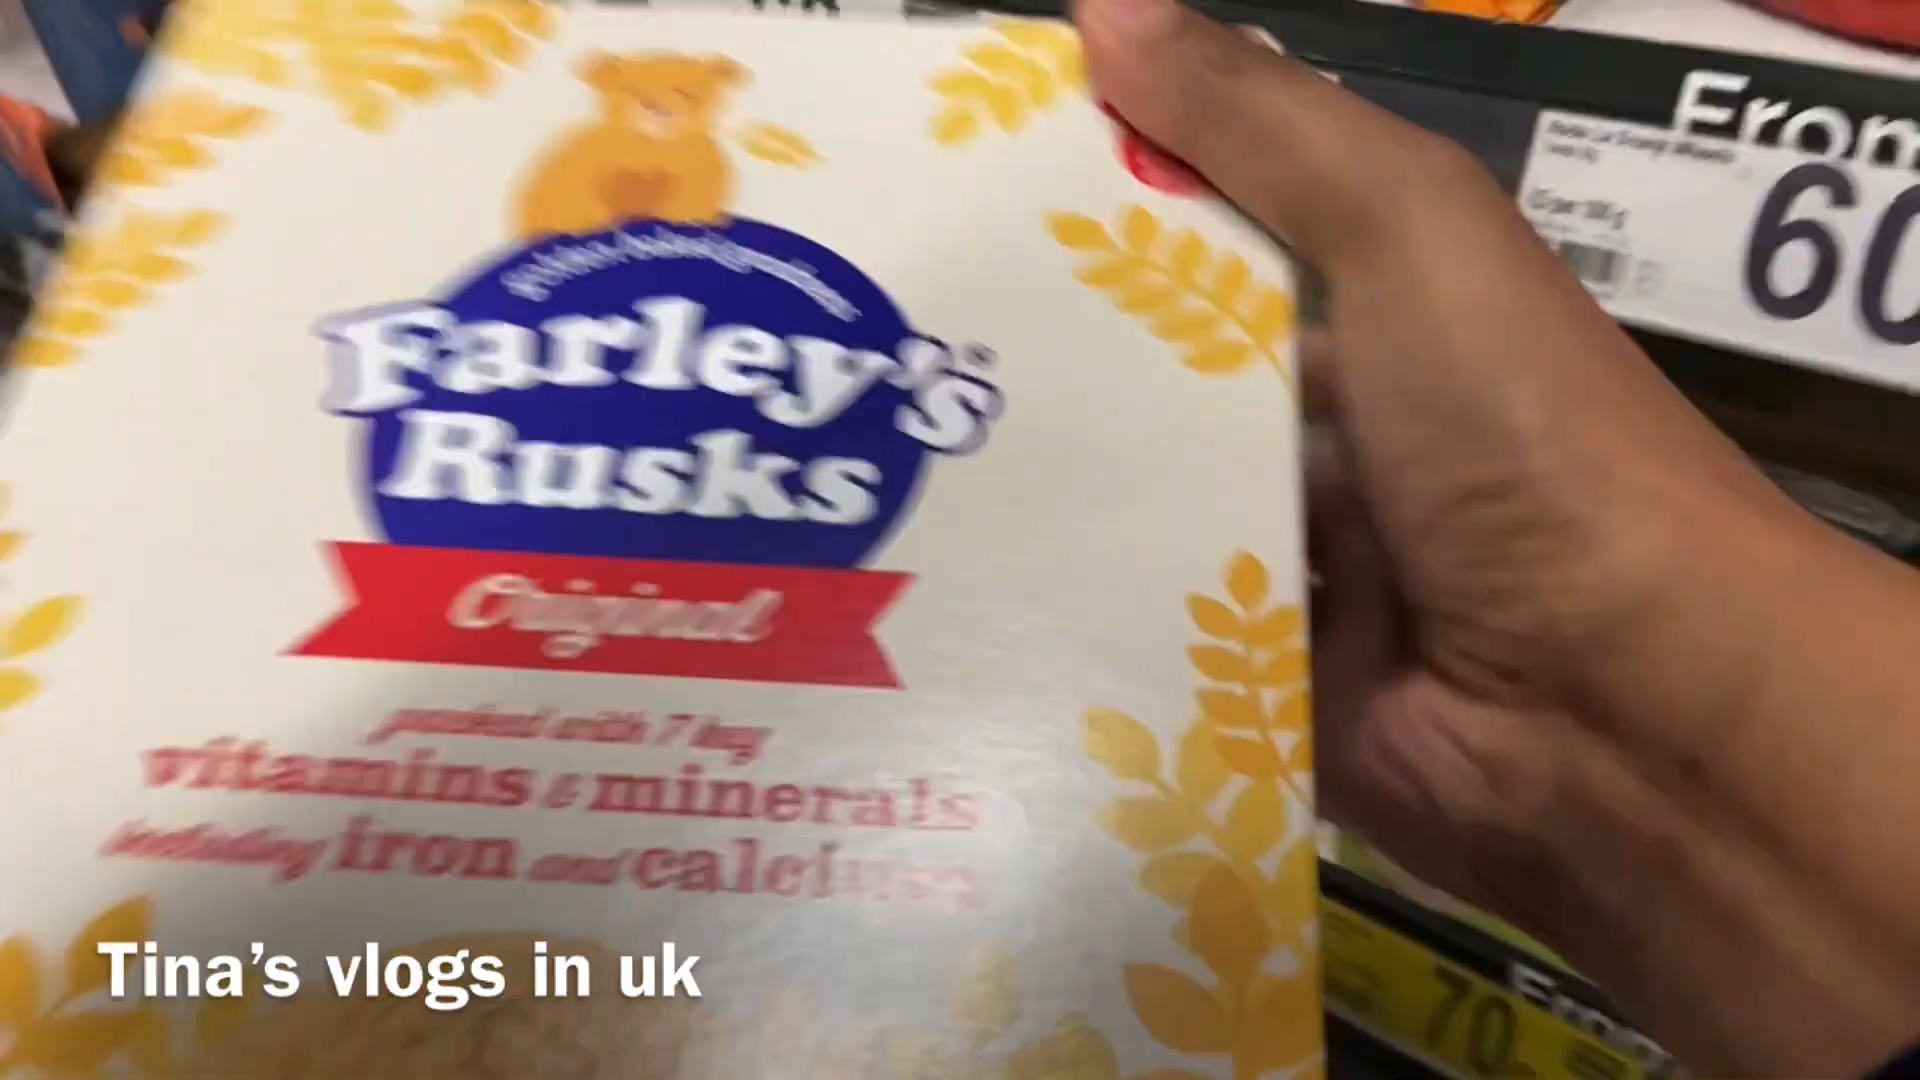 Farley's
Rusks
Original
packed with 7 key
vitamins & minerals
including iron and calcium
From
60
70
From
Tina's vlogs in uk